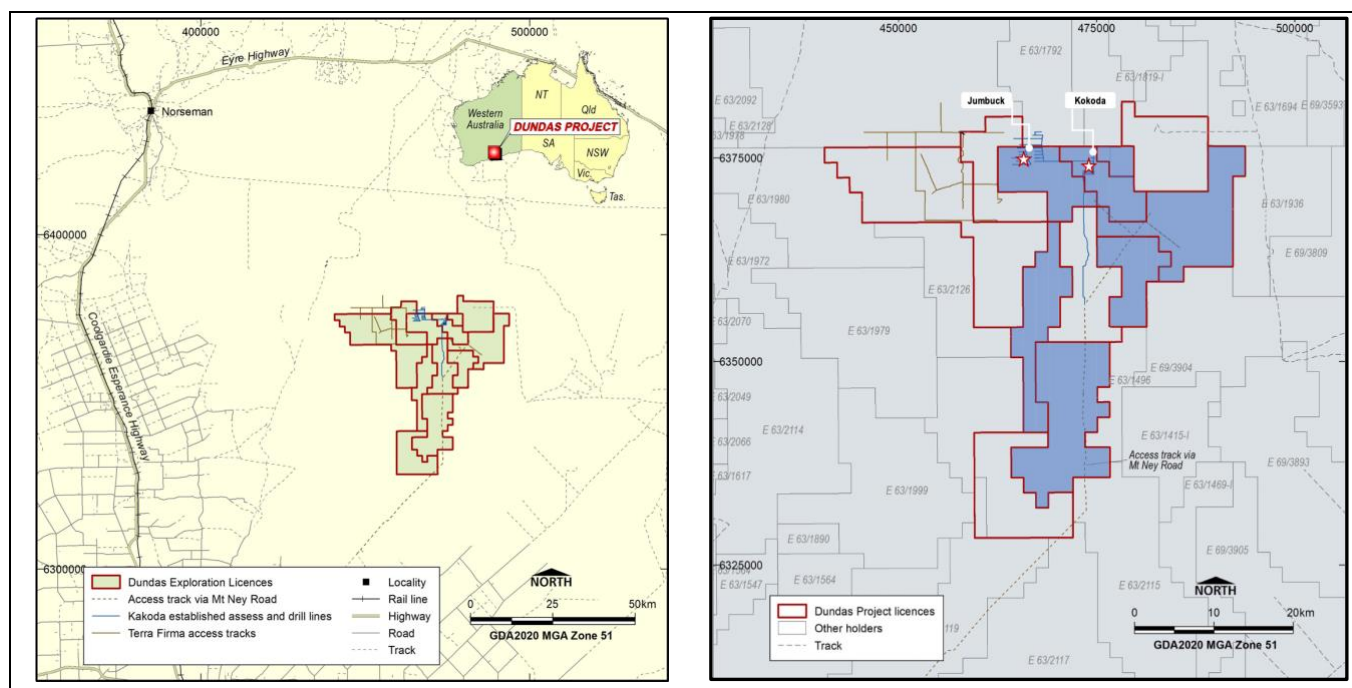 400000
500000
Eyre Highway
Norseman
Western
Australia
NT
Qld
SA
NSW
Vic.
Tas.
DUNDAS PROJECT
6400000
Coolgardie Esperance Highway
6300000
Dundas Exploration Licences
Access track via Mt Ney Road
Kakoda established assess and drill lines
Terra Firma access tracks
Locality
Rail line
Highway
Road
Track
NORTH
0 25 50km
GDA2020 MGA Zone 51
450000
475000
500000
E 63/1792
E 63/1819-I
E 63/2092
E 63/2128
E 63/1694
E 69/3593
Jumbuck
Kokoda
6375000
E 63/1980
E 63/1936
E 63/1972
E 63/2126
E 69/3809
E 63/2070
E 63/1979
6350000
E 69/3904
E 63/1496
E 63/2049
E 63/2114
E 63/2066
E 63/1415-I
Access track via
Mt Ney Road
E 69/3893
E 63/1617
E 63/1999
E 63/1469-I
E 63/1890
E 69/3905
6325000
E 63/1564
E 63/1547
E 63/2115
NORTH
Dundas Project licences
Other holders
Track
119
0 10 20km
GDA2020 MGA Zone 51
E 63/2117